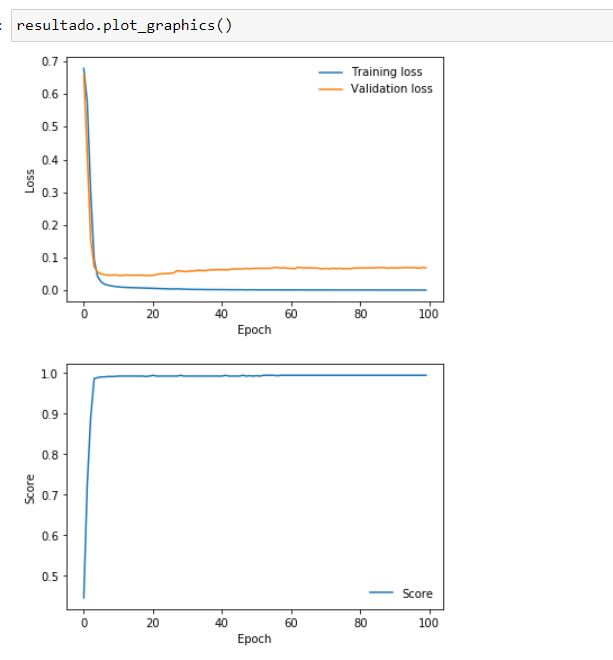 : resultado.plot_graphics()
0.7
Training loss
Validation loss
0.6
0.5
0.4
Loss
0.3
0.2
0.1
0.0
0 20 40 60 80 100
Epoch
1.0
0.9
0.8
Score
0.7
0.6
0.5
Score
0 20 40 60 80 100
Epoch